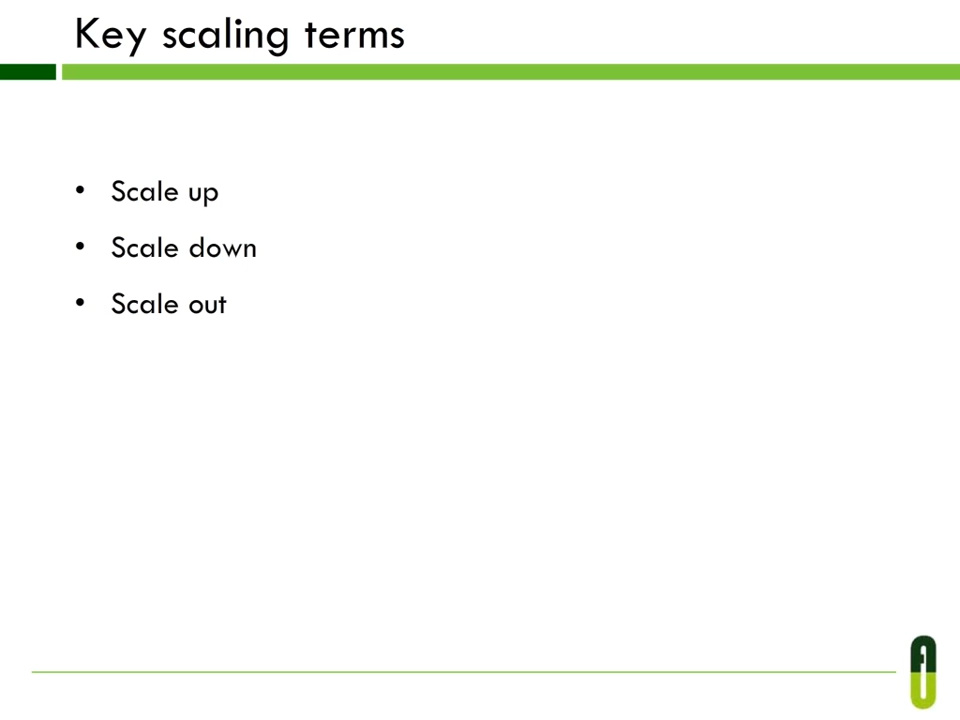 Key scaling terms
• Scale up
• Scale down
• Scale out